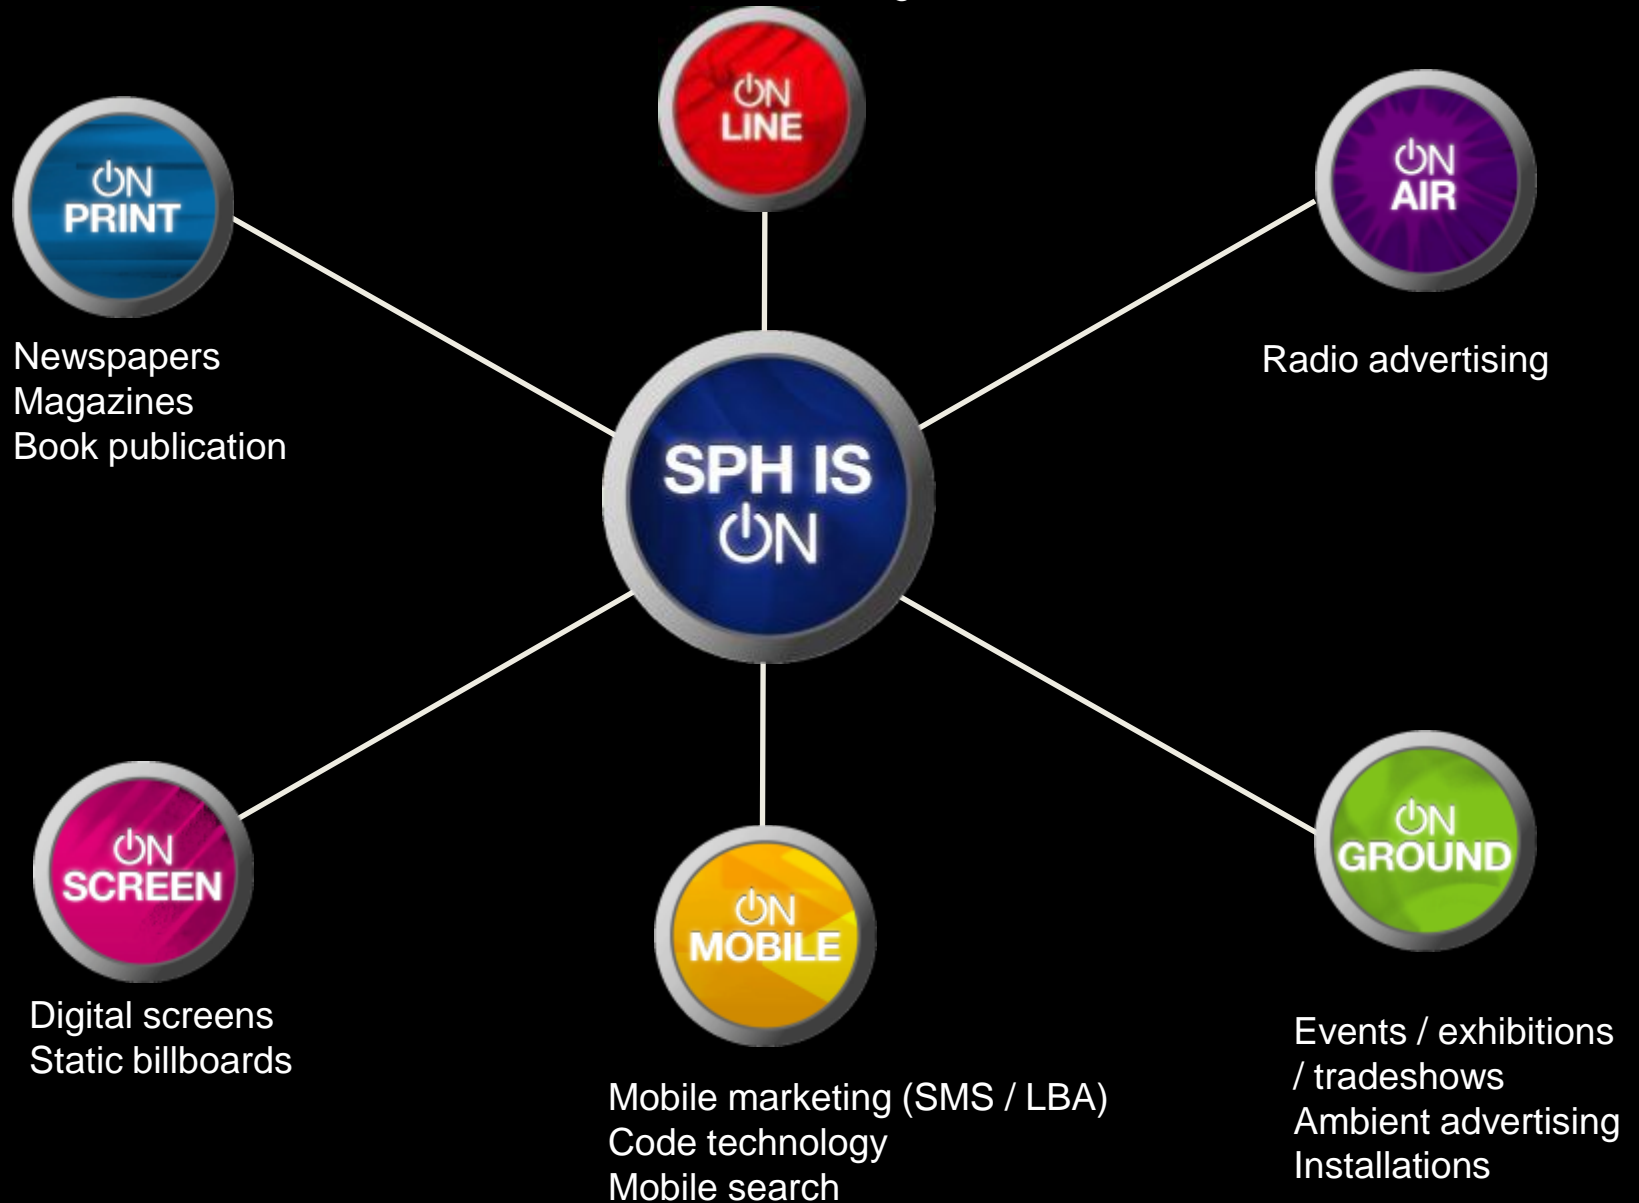 ON
LINE
ON
PRINT
ON
AIR
Newspapers
Magazines
Book publication
Radio advertising
SPH IS
ON
ON
SCREEN
ON
MOBILE
ON
GROUND
Digital screens
Static billboards
Mobile marketing (SMS / LBA)
Code technology
Mobile search
Events / exhibitions
/ tradeshows
Ambient advertising
Installations